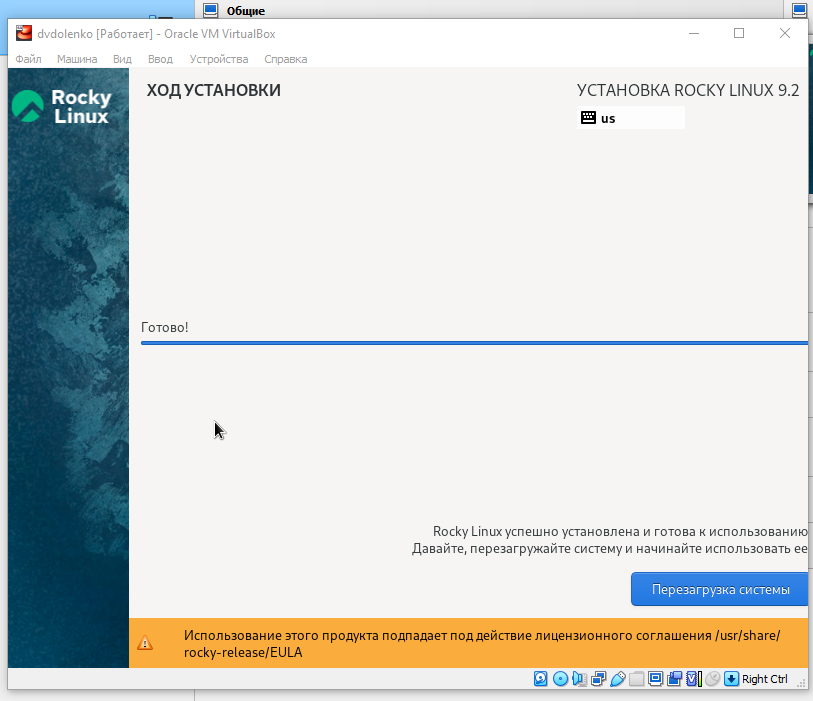 Общие
dvdolenko [Работает] - Oracle VM VirtualBox
Файл Машина Вид Ввод Устройства Справка
Rocky
Linux
ХОД УСТАНОВКИ
УСТАНОВКА ROCKY LINUX 9.2
us
Готово!
Rocky Linux успешно установлена и готова к использованию
Давайте, перезагружайте систему и начинайте использовать ее
Перезагрузка системы
Использование этого продукта подпадает под действие лицензионного соглашения /usr/share/
rocky-release/EULA
Right Ctrl